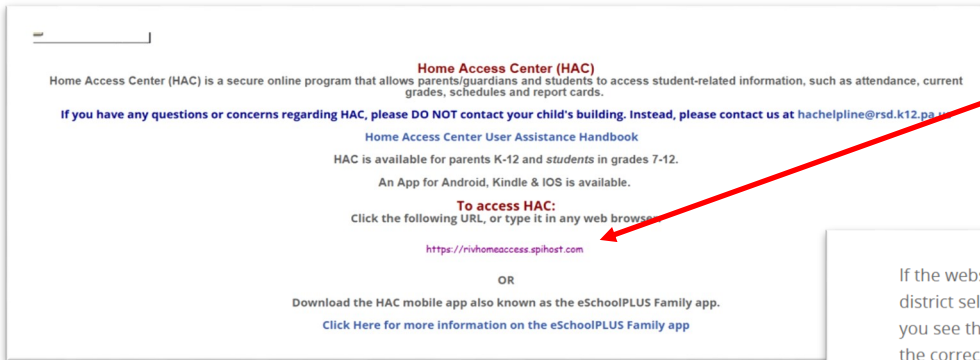 Home Access Center (HAC)
Home Access Center (HAC) is a secure online program that allows parents/guardians and students to access student-related information, such as attendance, current
grades, schedules and report cards.
If you have any questions or concerns regarding HAC, please DO NOT contact your child's building. Instead, please contact us at hachelpline@rsd.k12.pa.us
Home Access Center User Assistance Handbook
HAC is available for parents K-12 and students in grades 7-12.
An App for Android, Kindle & IOS is available.
To access HAC:
Click the following URL, or type it in any web browser.
https://rivhomeaccess.spihost.com
OR
Download the HAC mobile app also known as the eSchoolPLUS Family app.
Click Here for more information on the eSchoolPLUS Family app
If the webs
district sel
you see th
the correc